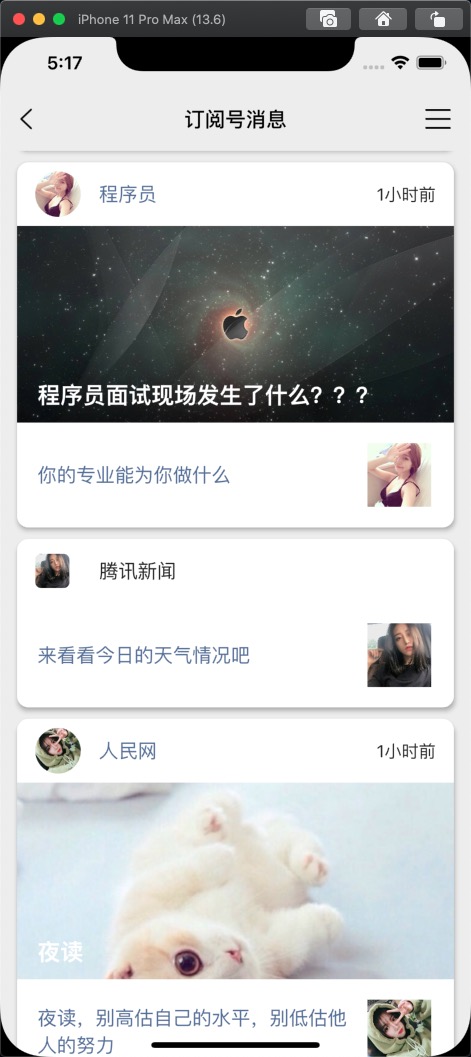 iPhone 11 Pro Max (13.6)
5:17
订阅号消息
程序员
1小时前
程序员面试现场发生了什么？？？
你的专业能为你做什么
腾讯新闻
来看看今日的天气情况吧
人民网
1小时前
夜读
夜读，别高估自己的水平，别低估他
人的努力